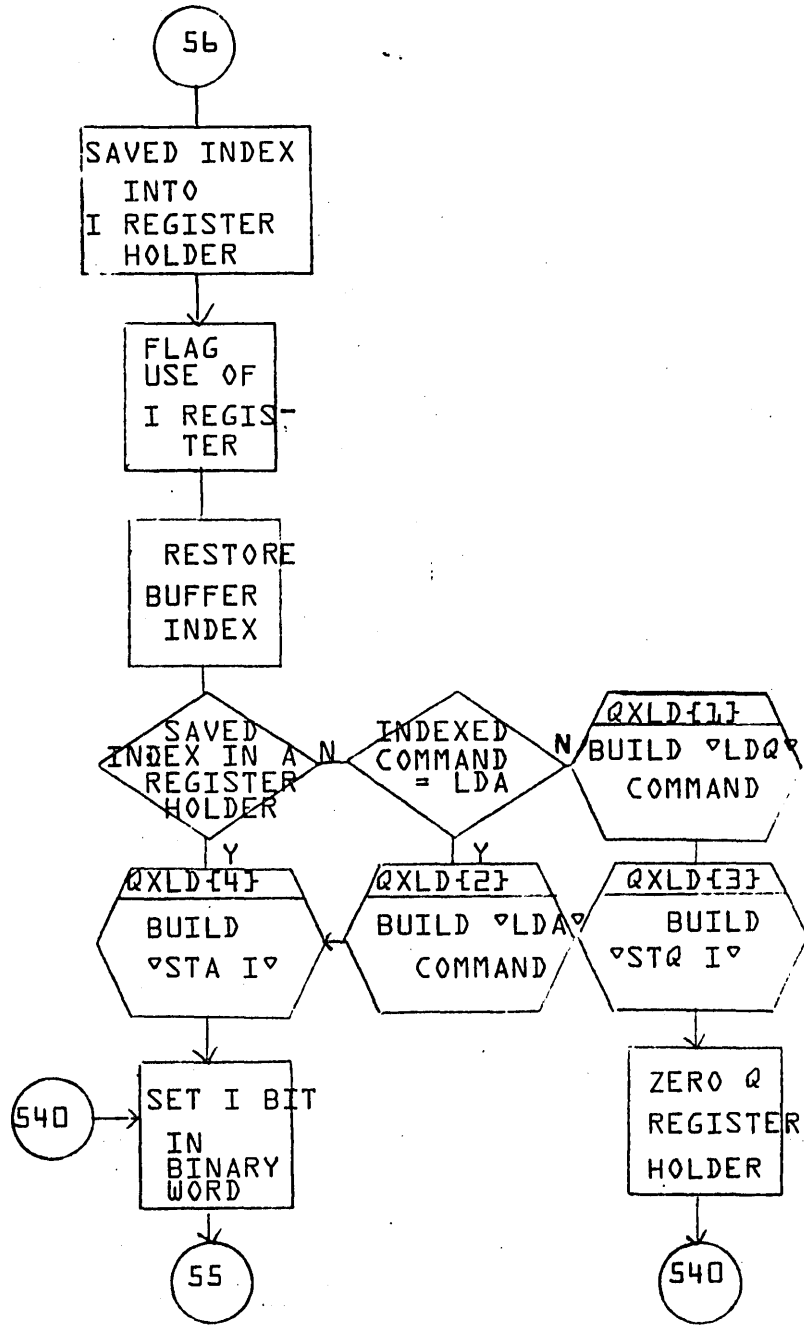 56
SAVED INDEX
INTO
I REGISTER
HOLDER
FLAG
USE OF
I REGIS-
TER
RESTORE
BUFFER
INDEX
SAVED
INDEX IN A
REGISTER
HOLDER
N
Y
INDEXED
COMMAND
= LDA
N
Y
QXLD{1}
BUILD ∇LDQ∇
COMMAND
QXLD{4}
BUILD
∇STA I∇
QXLD{2}
BUILD ∇LDA∇
COMMAND
QXLD{3}
BUILD
∇STQ I∇
540
SET I BIT
IN
BINARY
WORD
ZERO Q
REGISTER
HOLDER
55
540